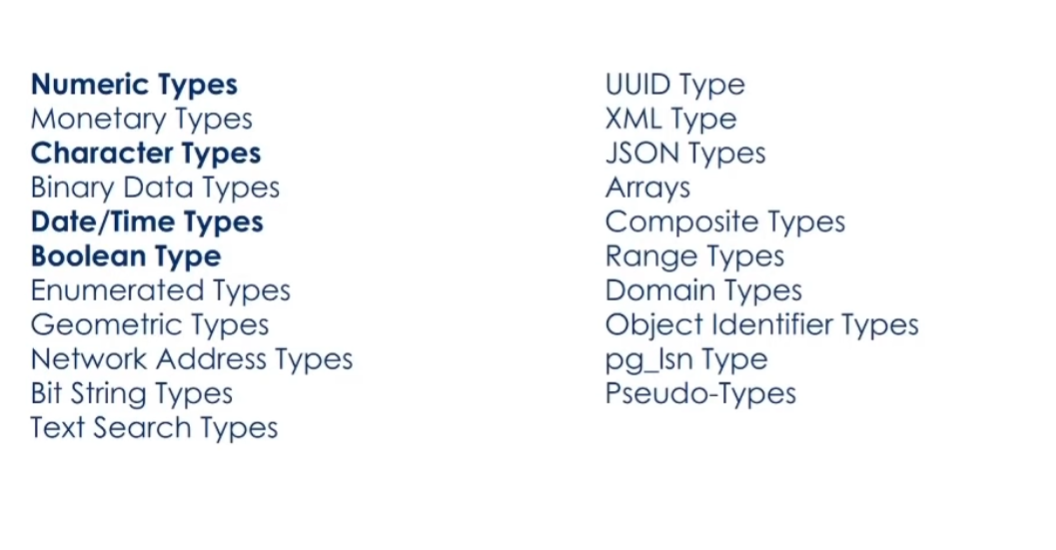 Numeric Types
Monetary Types
Character Types
Binary Data Types
Date/Time Types
Boolean Type
Enumerated Types
Geometric Types
Network Address Types
Bit String Types
Text Search Types
UUID Type
XML Type
JSON Types
Arrays
Composite Types
Range Types
Domain Types
Object Identifier Types
pg_lsn Type
Pseudo-Types